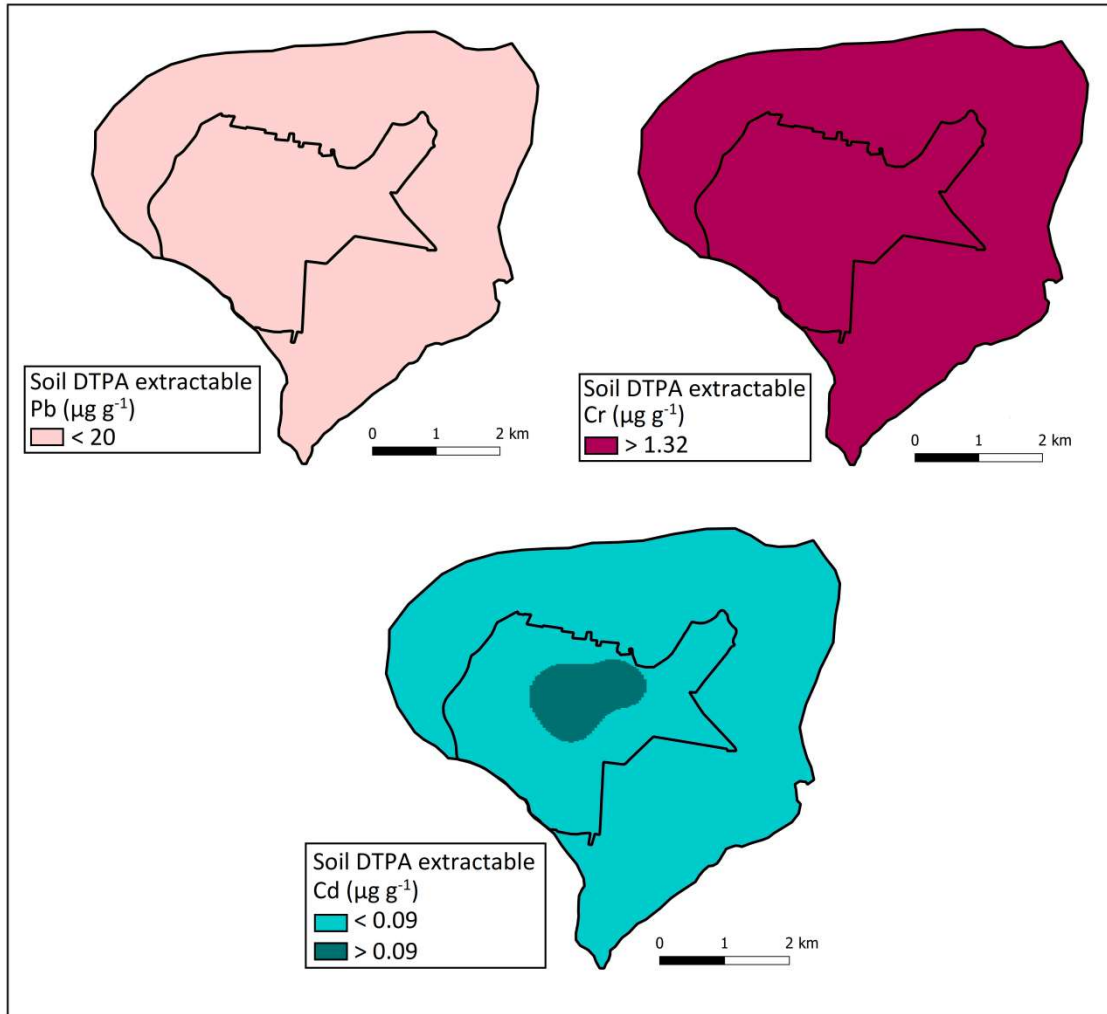 Soil DTPA extractable
Pb (µg g⁻¹)
< 20
0 1 2 km
Soil DTPA extractable
Cr (µg g⁻¹)
> 1.32
0 1 2 km
Soil DTPA extractable
Cd (µg g⁻¹)
< 0.09
> 0.09
0 1 2 km